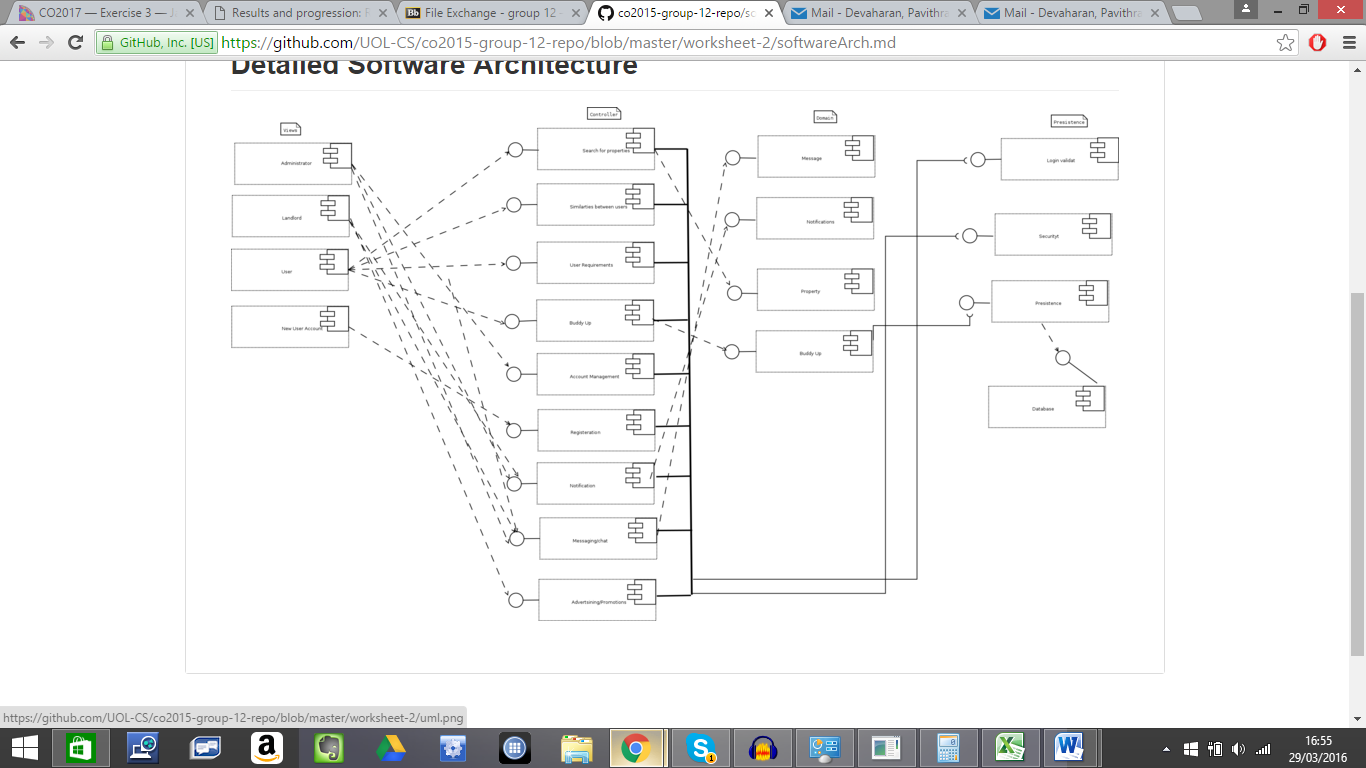 CO2017 — Exercise 3 — J
Results and progression: R
File Exchange - group 12 -
co2015-group-12-repo/so
Mail - Devaharan, Pavithra
Mail - Devaharan, Pavithra
GitHub, Inc. [US]
https://github.com/UOL-CS/co2015-group-12-repo/blob/master/worksheet-2/softwareArch.md
Detailed Software Architecture
Views
Administrator
Landlord
User
New User Account
Controller
Search for properties
Similarities between users
User Requirements
Buddy Up
Account Management
Registeration
Notification
Messaging/chat
Advertising/Promotions
Domain
Message
Notifications
Property
Buddy Up
Presistence
Login validat
Securityt
Presistence
Database
https://github.com/UOL-CS/co2015-group-12-repo/blob/master/worksheet-2/uml.png
16:55
29/03/2016